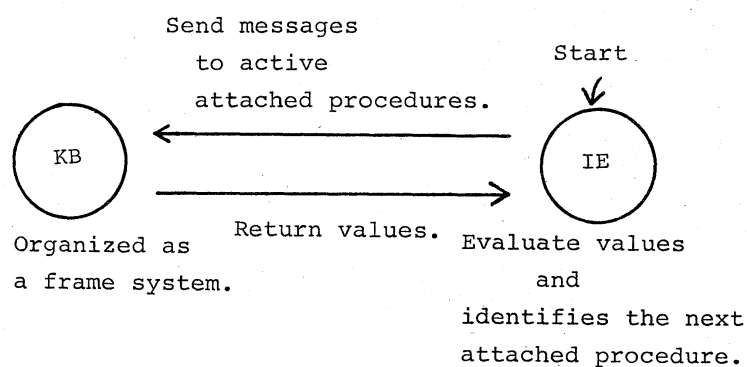 Send messages
to active
attached procedures.
Start
KB
IE
Return values.
Organized as
a frame system.
Evaluate values
and
identifies the next
attached procedure.